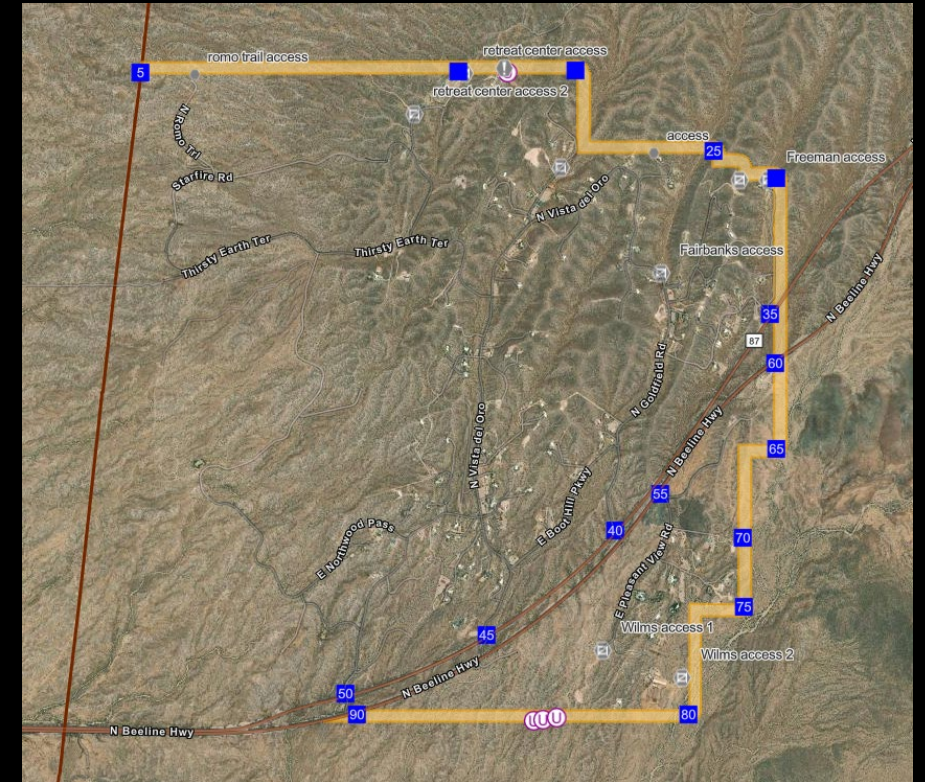 retreat center access
romo trail access
5
retreat center access 2
N Romo Trl
access
25
Freeman access
Starfire Rd
N Vista del Oro
Thirsty Earth Ter
Thirsty Earth Ter
Fairbanks access
N Beeline Hwy
35
87
60
N Goldfield Rd
N Vista del Oro
N Beeline Hwy
65
55
E Boot Hill Pkwy
40
E Northwood Pass
70
E Pleasant View Rd
75
45
Wilms access 1
Wilms access 2
N Beeline Hwy
50
90
U U U
80
N Beeline Hwy